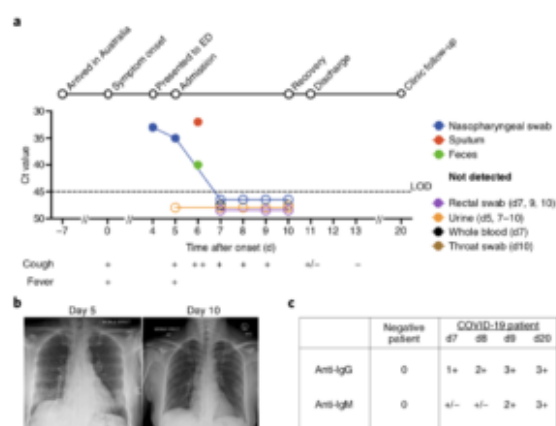 a
Arrived in Australia
Symptom onset
Presented to ED
Admission
Recovery
Discharge
Clinic follow-up
30
35
40
45
50
Ct value
LOD
–7 0 4 5 6 7 8 9 10 11 13 20
Time after onset (d)
Nasopharyngeal swab
Sputum
Feces
Not detected
Rectal swab (d7, 9, 10)
Urine (d5, 7–10)
Whole blood (d7)
Throat swab (d10)
Cough + + ++ + + + +/– –
Fever + +
b
Day 5 Day 10
c
Negative patient COVID-19 patient
d7 d8 d9 d20
Anti-IgG 0 1+ 2+ 3+ 3+
Anti-IgM 0 +/– +/– 2+ 3+